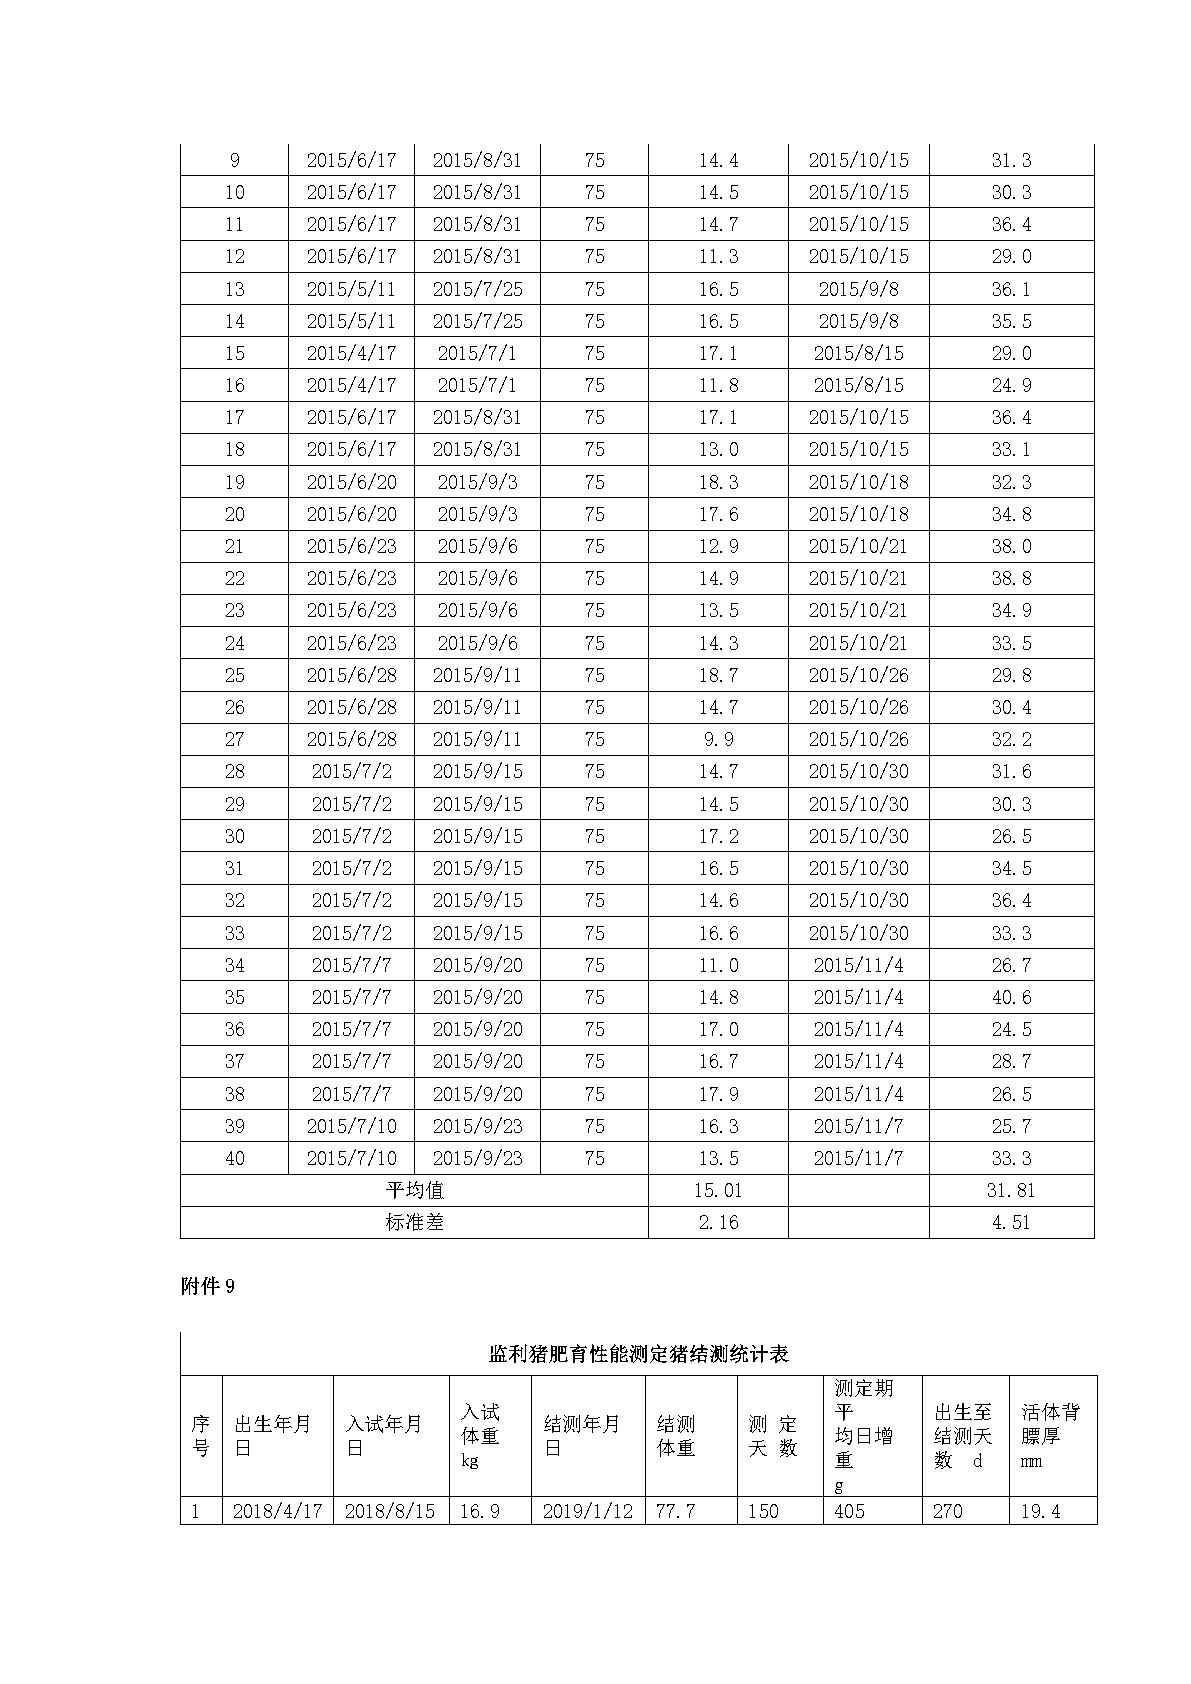 9 2015/6/17 2015/8/31 75 14.4 2015/10/15 31.3
10 2015/6/17 2015/8/31 75 14.5 2015/10/15 30.3
11 2015/6/17 2015/8/31 75 14.7 2015/10/15 36.4
12 2015/6/17 2015/8/31 75 11.3 2015/10/15 29.0
13 2015/5/11 2015/7/25 75 16.5 2015/9/8 36.1
14 2015/5/11 2015/7/25 75 16.5 2015/9/8 35.5
15 2015/4/17 2015/7/1 75 17.1 2015/8/15 29.0
16 2015/4/17 2015/7/1 75 11.8 2015/8/15 24.9
17 2015/6/17 2015/8/31 75 17.1 2015/10/15 36.4
18 2015/6/17 2015/8/31 75 13.0 2015/10/15 33.1
19 2015/6/20 2015/9/3 75 18.3 2015/10/18 32.3
20 2015/6/20 2015/9/3 75 17.6 2015/10/18 34.8
21 2015/6/23 2015/9/6 75 12.9 2015/10/21 38.0
22 2015/6/23 2015/9/6 75 14.9 2015/10/21 38.8
23 2015/6/23 2015/9/6 75 13.5 2015/10/21 34.9
24 2015/6/23 2015/9/6 75 14.3 2015/10/21 33.5
25 2015/6/28 2015/9/11 75 18.7 2015/10/26 29.8
26 2015/6/28 2015/9/11 75 14.7 2015/10/26 30.4
27 2015/6/28 2015/9/11 75 9.9 2015/10/26 32.2
28 2015/7/2 2015/9/15 75 14.7 2015/10/30 31.6
29 2015/7/2 2015/9/15 75 14.5 2015/10/30 30.3
30 2015/7/2 2015/9/15 75 17.2 2015/10/30 26.5
31 2015/7/2 2015/9/15 75 16.5 2015/10/30 34.5
32 2015/7/2 2015/9/15 75 14.6 2015/10/30 36.4
33 2015/7/2 2015/9/15 75 16.6 2015/10/30 33.3
34 2015/7/7 2015/9/20 75 11.0 2015/11/4 26.7
35 2015/7/7 2015/9/20 75 14.8 2015/11/4 40.6
36 2015/7/7 2015/9/20 75 17.0 2015/11/4 24.5
37 2015/7/7 2015/9/20 75 16.7 2015/11/4 28.7
38 2015/7/7 2015/9/20 75 17.9 2015/11/4 26.5
39 2015/7/10 2015/9/23 75 16.3 2015/11/7 25.7
40 2015/7/10 2015/9/23 75 13.5 2015/11/7 33.3
平均值 15.01 31.81
标准差 2.16 4.51
附件9
监利猪肥育性能测定猪结测统计表
序
号
出生年月
日
入试年月
日
入试
体重
kg
结测年月
日
结测
体重
测 定
天 数
测定期
平
均日增
重
g
出生至
结测天
数 d
活体背
膘厚
mm
1 2018/4/17 2018/8/15 16.9 2019/1/12 77.7 150 405 270 19.4